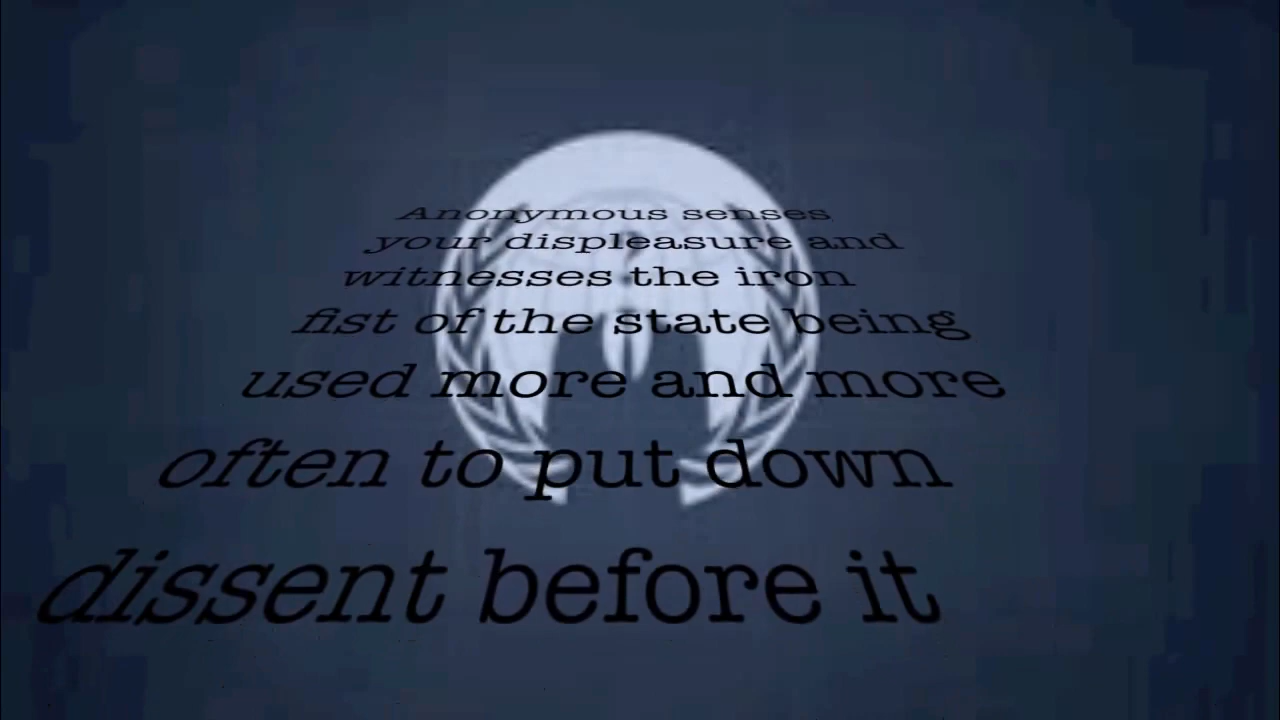 Anonymous senses
your displeasure and
witnesses the iron
fist of the state being
used more and more
often to put down
dissent before it